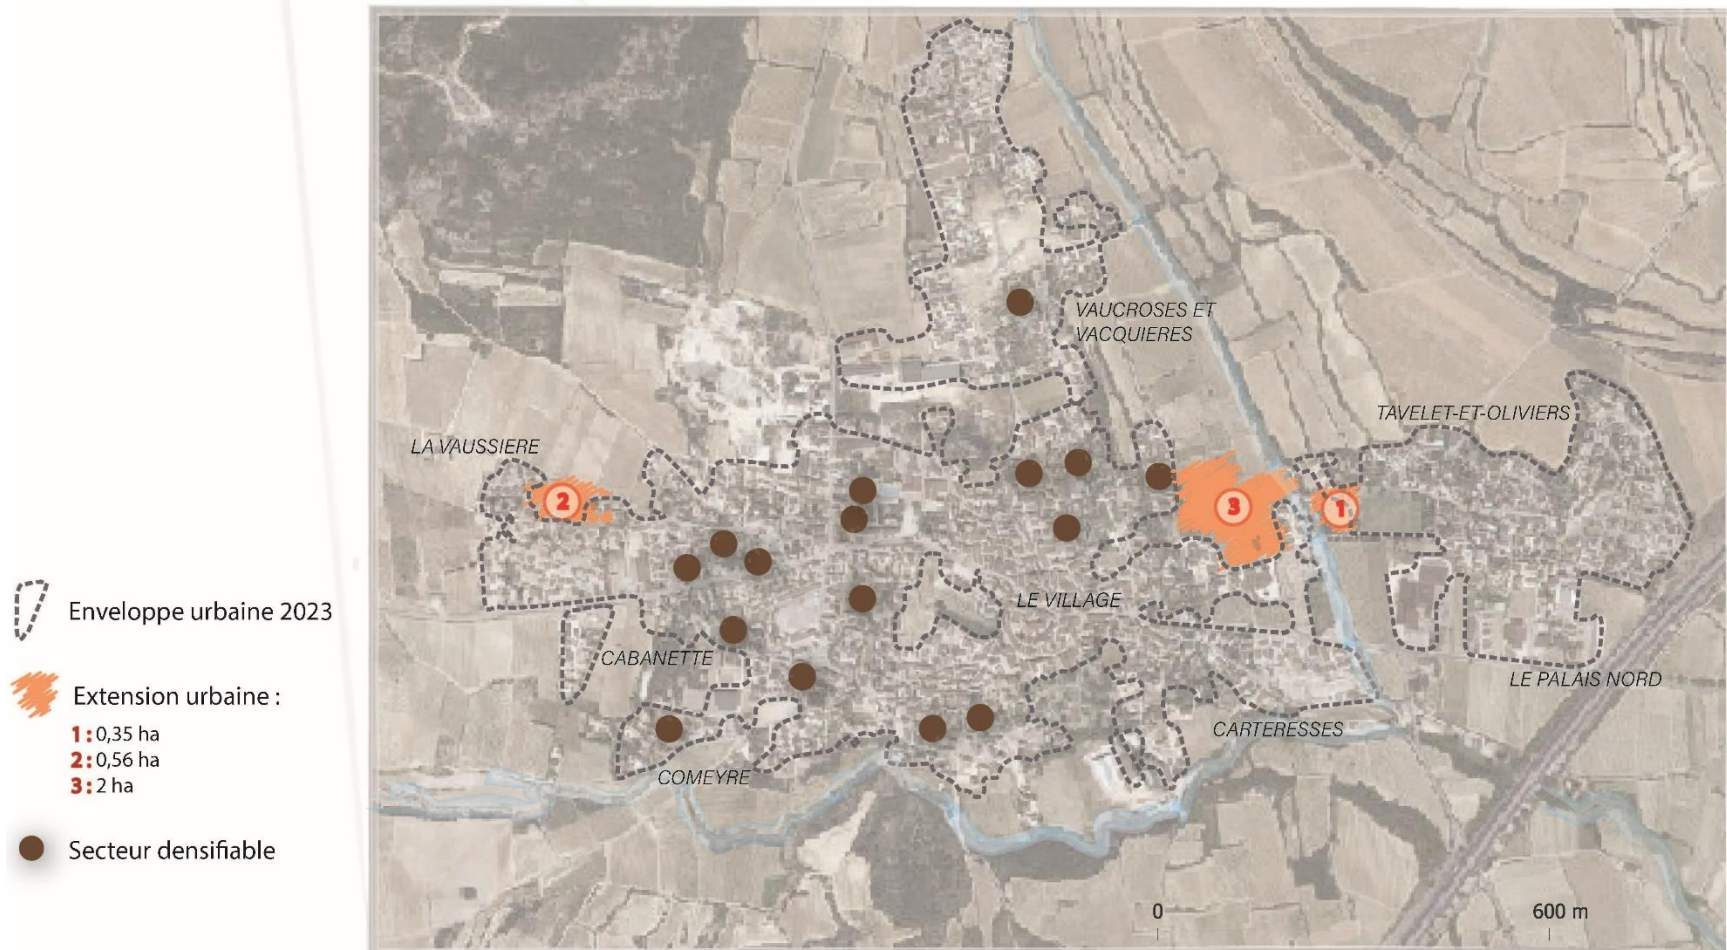 VAUCROSES ET
VACQUIERES
TAVELET-ET-OLIVIERS
LA VAUSSIERE
2
3
1
LE VILLAGE
CABANETTE
LE PALAIS NORD
CARTERESSES
COMEYRE
0
600 m
Enveloppe urbaine 2023
Extension urbaine :
1 : 0,35 ha
2 : 0,56 ha
3 : 2 ha
Secteur densifiable